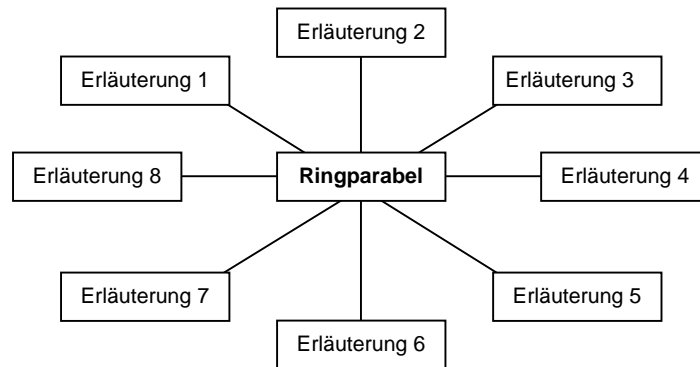 Erläuterung 2
Erläuterung 1
Erläuterung 3
Erläuterung 8
Ringparabel
Erläuterung 4
Erläuterung 7
Erläuterung 5
Erläuterung 6